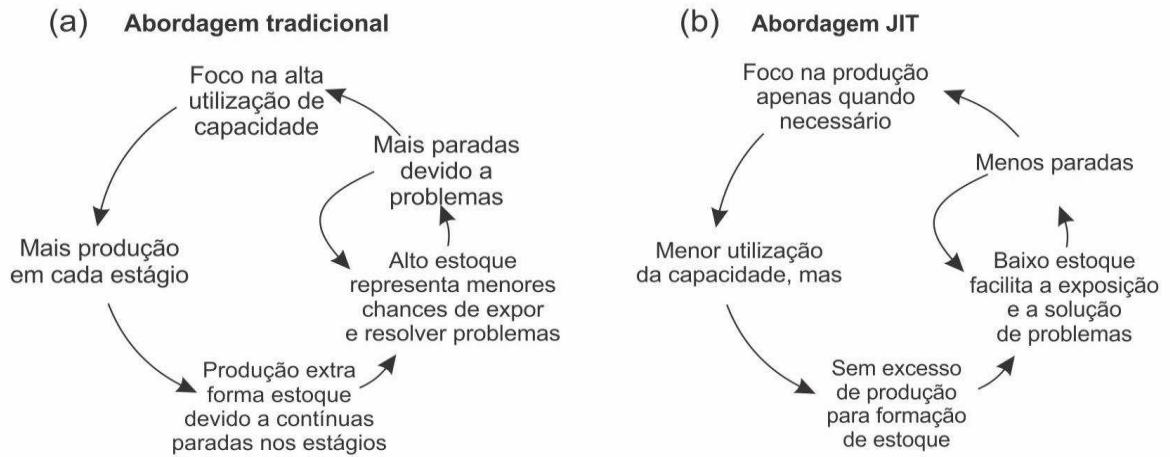 (a) Abordagem tradicional
Foco na alta
utilização de
capacidade
Mais paradas
devido a
problemas
Mais produção
em cada estágio
Alto estoque
representa menores
chances de expor
e resolver problemas
Produção extra
forma estoque
devido a contínuas
paradas nos estágios
(b) Abordagem JIT
Foco na produção
apenas quando
necessário
Menos paradas
Menor utilização
da capacidade, mas
Baixo estoque
facilita a exposição
e a solução
de problemas
Sem excesso
de produção
para formação
de estoque